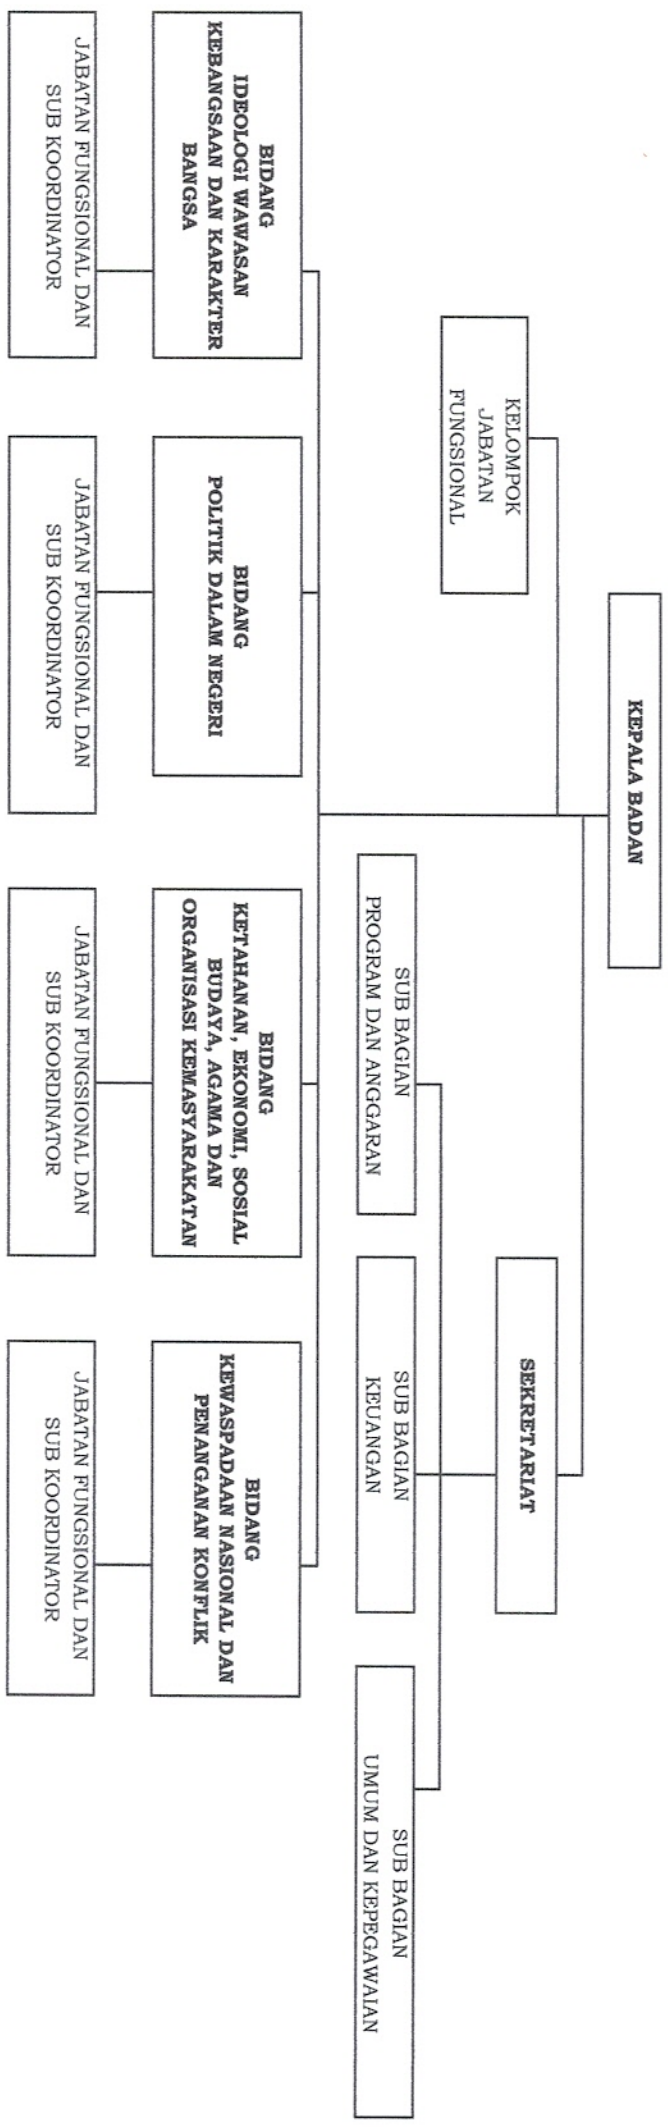 KEPALA BADAN
KELOMPOK
JABATAN
FUNGSIONAL
SEKRETARIAT
SUB BAGIAN
PROGRAM DAN ANGGARAN
SUB BAGIAN
KEUANGAN
SUB BAGIAN
UMUM DAN KEPEGAWAIAN
BIDANG
IDEOLOGI WAWASAN
KEBANGSAAN DAN KARAKTER
BANGSA
BIDANG
POLITIK DALAM NEGERI
BIDANG
KETAHANAN, EKONOMI, SOSIAL
BUDAYA, AGAMA DAN
ORGANISASI KEMASYARAKATAN
BIDANG
KEWASPADAAN NASIONAL DAN
PENANGANAN KONFLIK
JABATAN FUNGSIONAL DAN
SUB KOORDINATOR
JABATAN FUNGSIONAL DAN
SUB KOORDINATOR
JABATAN FUNGSIONAL DAN
SUB KOORDINATOR
JABATAN FUNGSIONAL DAN
SUB KOORDINATOR